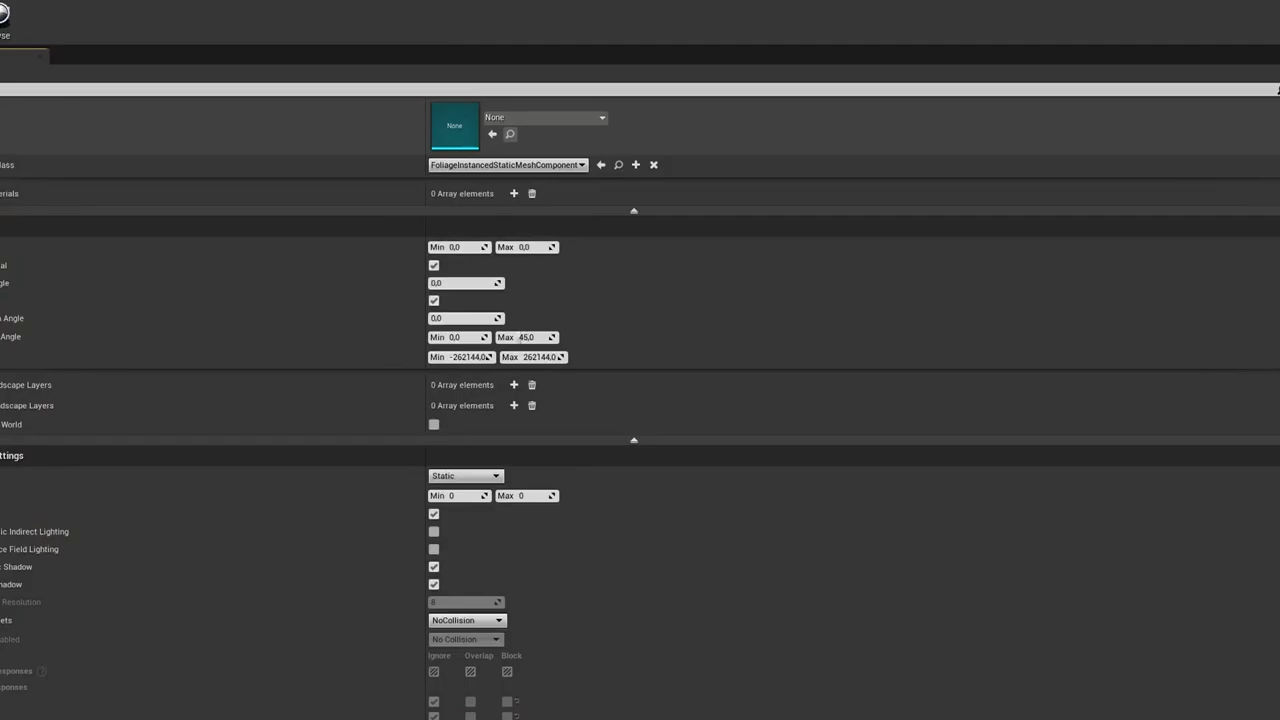 se
None
None
ass
FoliageInstancedStaticMeshComponent
erials
0 Array elements
Min 0,0 Max 0,0
al
gle
0,0
n Angle
0,0
Angle
Min 0,0 Max 45,0
Min -262144,0 Max 262144,0
dscape Layers
0 Array elements
dscape Layers
0 Array elements
World
ttings
Static
Min 0 Max 0
ic Indirect Lighting
ce Field Lighting
c Shadow
hadow
Resolution
8
ets
NoCollision
abled
No Collision
Ignore Overlap Block
esponses
sponses